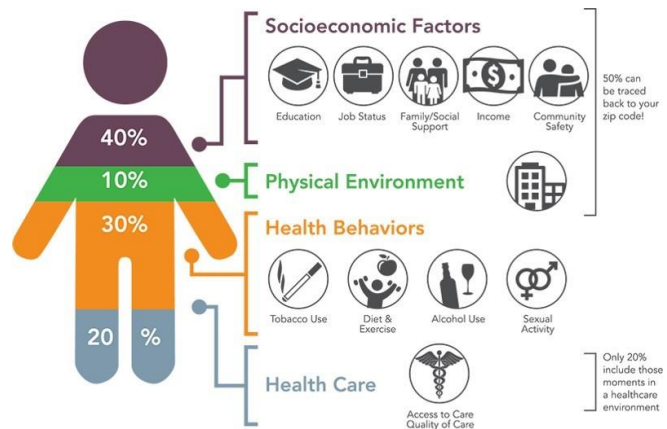 Socioeconomic Factors
Education
Job Status
Family/Social
Support
Income
Community
Safety
50% can
be traced
back to your
zip code!
40%
10%
Physical Environment
30%
Health Behaviors
Tobacco Use
Diet &
Exercise
Alcohol Use
Sexual
Activity
20 %
Health Care
Access to Care
Quality of Care
Only 20%
include those
moments in
a healthcare
environment